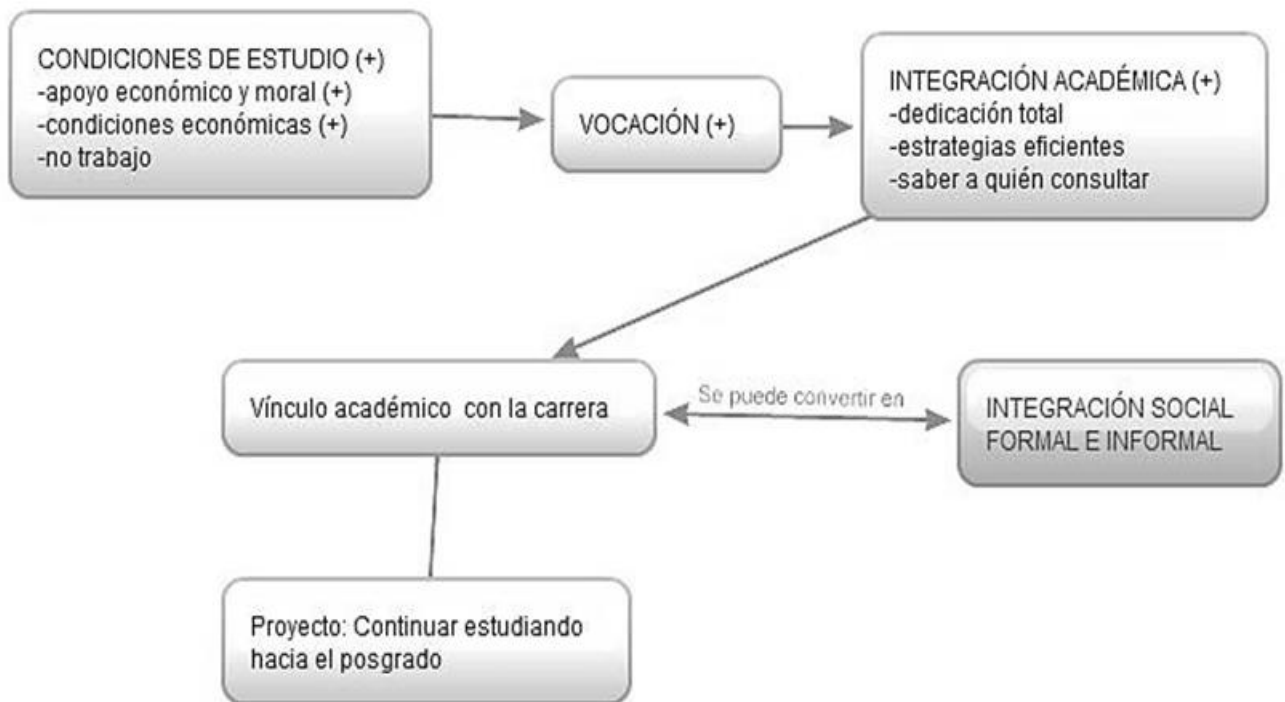 CONDICIONES DE ESTUDIO (+)
-apoyo económico y moral (+)
-condiciones económicas (+)
-no trabajo
VOCACIÓN (+)
INTEGRACIÓN ACADÉMICA (+)
-dedicación total
-estrategias eficientes
-saber a quién consultar
Vínculo académico con la carrera
Se puede convertir en
INTEGRACIÓN SOCIAL
FORMAL E INFORMAL
Proyecto: Continuar estudiando
hacia el posgrado